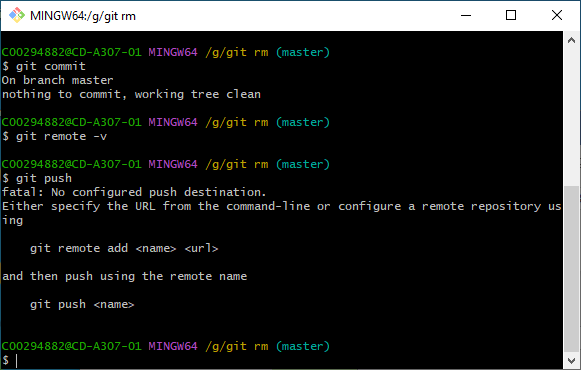 MINGW64:/g/git rm
C00294882@CD-A307-01 MINGW64 /g/git rm (master)
$ git commit
On branch master
nothing to commit, working tree clean
C00294882@CD-A307-01 MINGW64 /g/git rm (master)
$ git remote -v
C00294882@CD-A307-01 MINGW64 /g/git rm (master)
$ git push
fatal: No configured push destination.
Either specify the URL from the command-line or configure a remote repository us
ing
git remote add <name> <url>
and then push using the remote name
git push <name>
C00294882@CD-A307-01 MINGW64 /g/git rm (master)
$